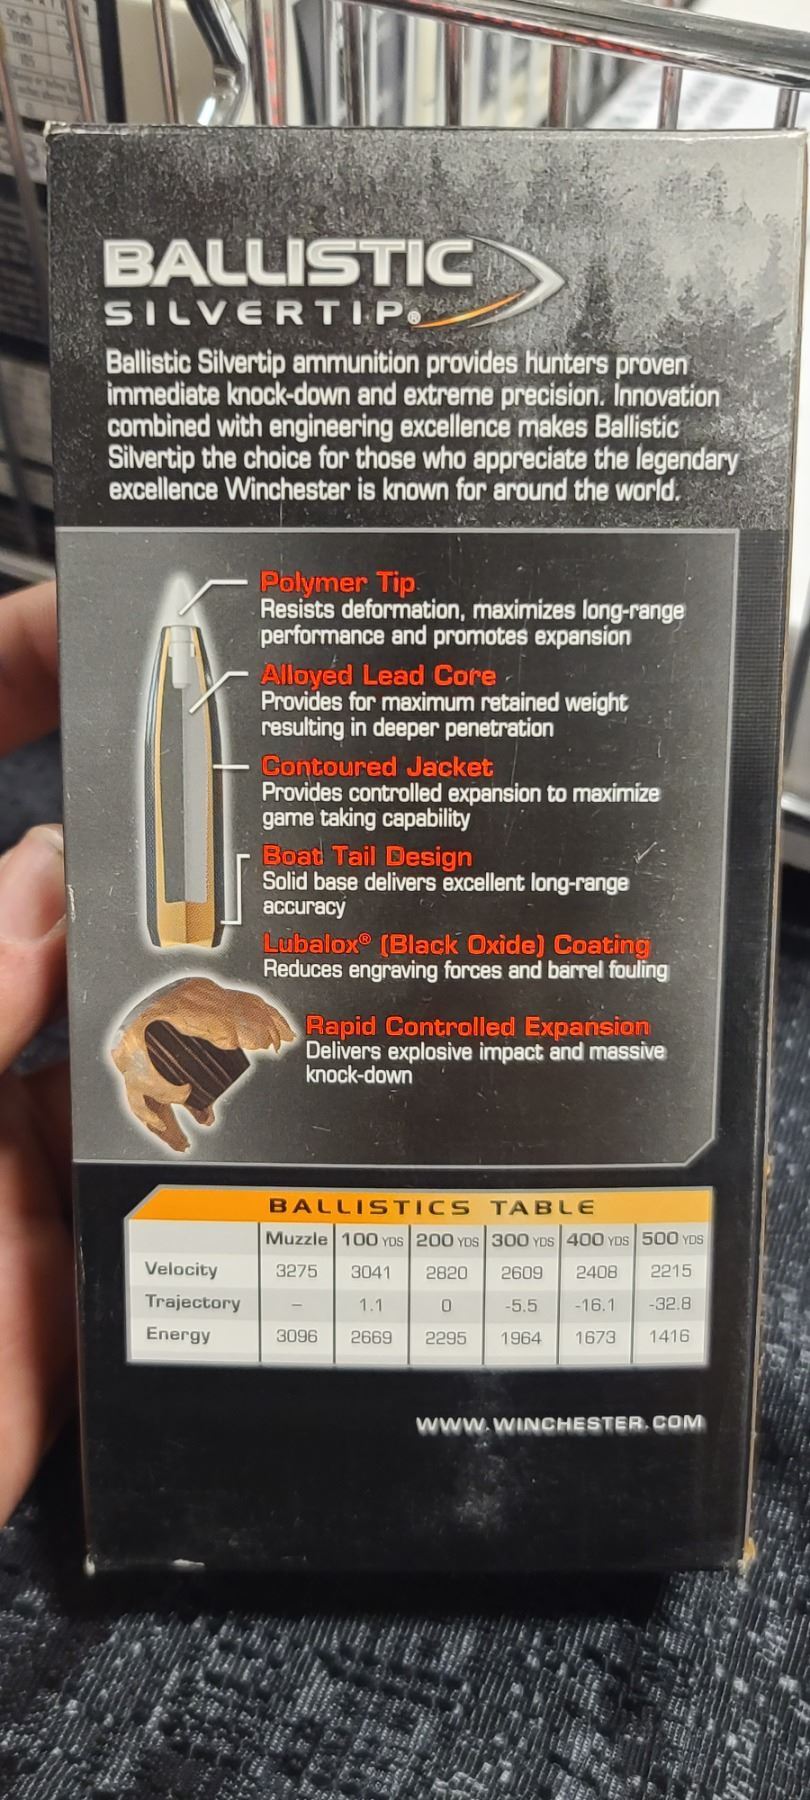 BALLISTIC
SILVERTIP®
Ballistic Silvertip ammunition provides hunters proven
immediate knock-down and extreme precision. Innovation
combined with engineering excellence makes Ballistic
Silvertip the choice for those who appreciate the legendary
excellence Winchester is known for around the world.
Polymer Tip
Resists deformation, maximizes long-range
performance and promotes expansion
Alloyed Lead Core
Provides for maximum retained weight
resulting in deeper penetration
Contoured Jacket
Provides controlled expansion to maximize
game taking capability
Boat Tail Design
Solid base delivers excellent long-range
accuracy
Lubalox® (Black Oxide) Coating
Reduces engraving forces and barrel fouling
Rapid Controlled Expansion
Delivers explosive impact and massive
knock-down
BALLISTICS TABLE
Muzzle 100 YDS 200 YDS 300 YDS 400 YDS 500 YDS
Velocity 3275 3041 2820 2609 2408 2215
Trajectory – 1.1 0 -5.5 -16.1 -32.8
Energy 3096 2669 2295 1964 1673 1416
WWW.WINCHESTER.COM